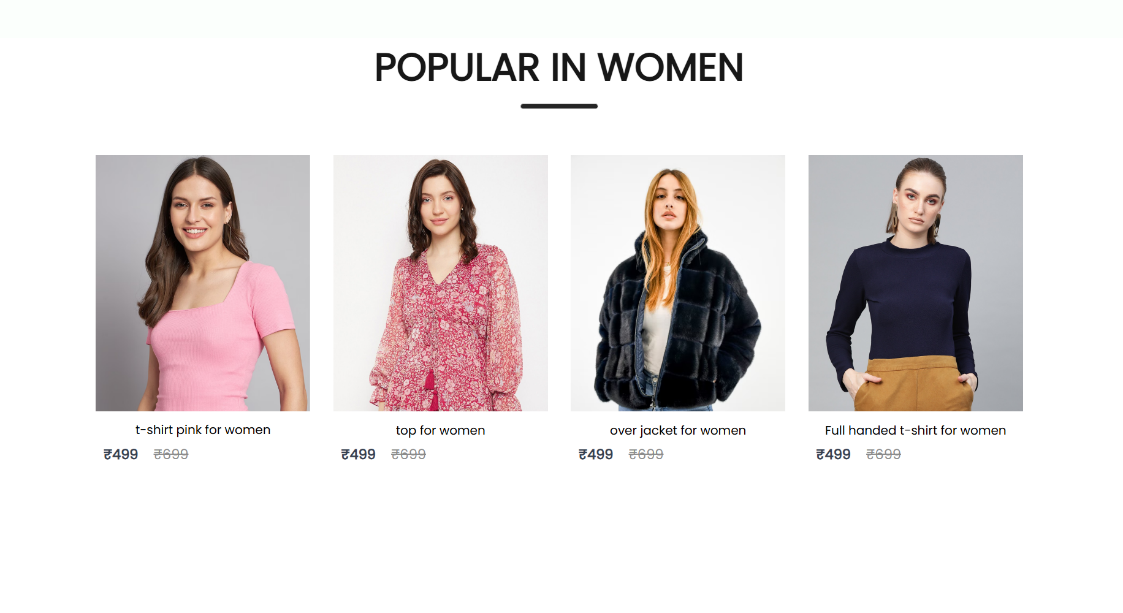 POPULAR IN WOMEN
t-shirt pink for women
₹499 ₹699
top for women
₹499 ₹699
over jacket for women
₹499 ₹699
Full handed t-shirt for women
₹499 ₹699